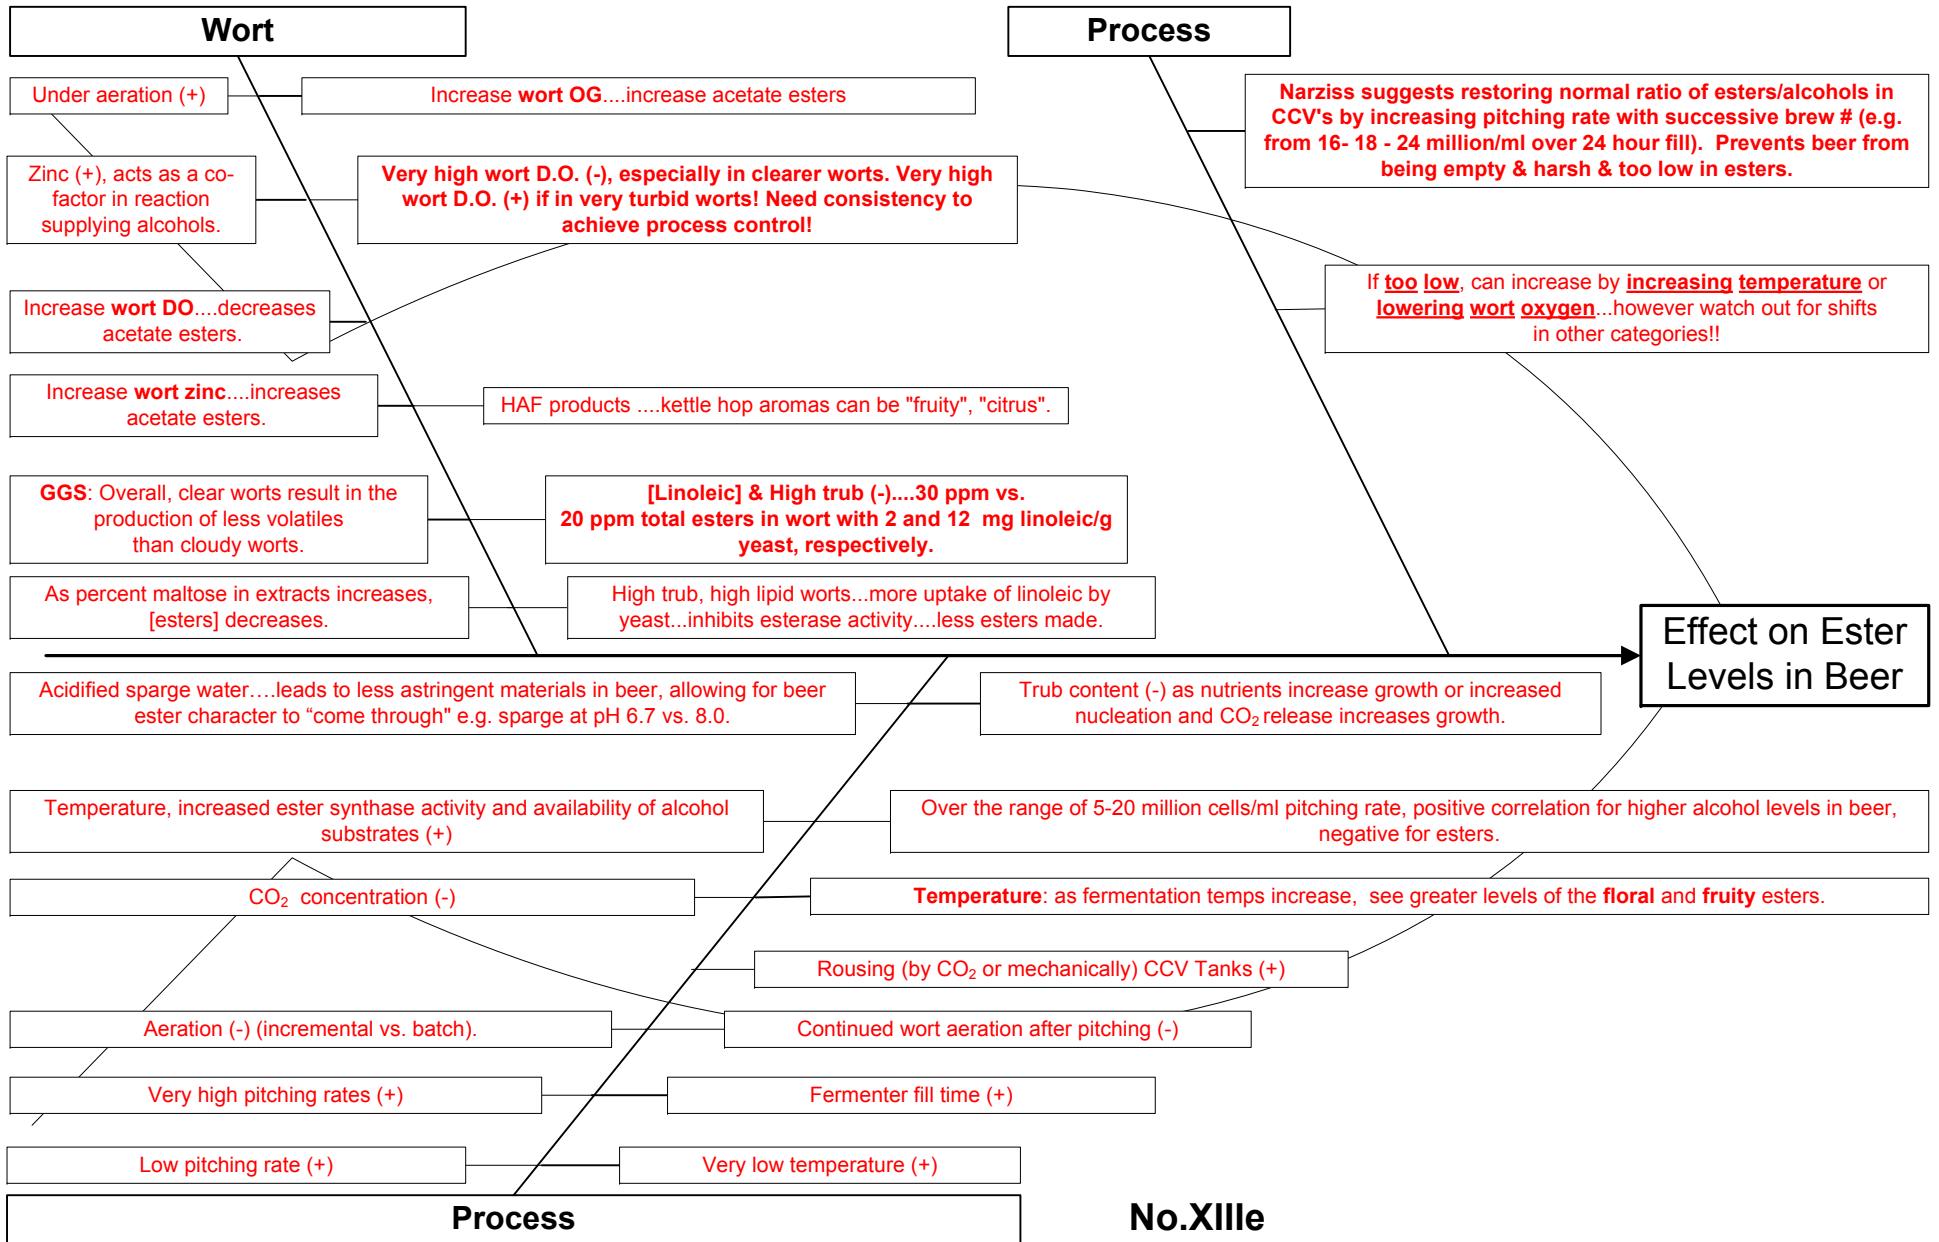 Wort
Process
Under aeration (+)
Increase wort OG....increase acetate esters
Narziss suggests restoring normal ratio of esters/alcohols in
CCV's by increasing pitching rate with successive brew # (e.g.
from 16- 18 - 24 million/ml over 24 hour fill).  Prevents beer from
being empty & harsh & too low in esters.
Zinc (+), acts as a co-
factor in reaction
supplying alcohols.
Very high wort D.O. (-), especially in clearer worts. Very high
wort D.O. (+) if in very turbid worts! Need consistency to
achieve process control!
If too low, can increase by increasing temperature or
lowering wort oxygen...however watch out for shifts
in other categories!!
Increase wort DO....decreases
acetate esters.
Increase wort zinc....increases
acetate esters.
HAF products ....kettle hop aromas can be "fruity", "citrus".
GGS: Overall, clear worts result in the
production of less volatiles
than cloudy worts.
[Linoleic] & High trub (-)....30 ppm vs.
20 ppm total esters in wort with 2 and 12  mg linoleic/g
yeast, respectively.
As percent maltose in extracts increases,
[esters] decreases.
High trub, high lipid worts...more uptake of linoleic by
yeast...inhibits esterase activity....less esters made.
Effect on Ester
Levels in Beer
Acidified sparge water....leads to less astringent materials in beer, allowing for beer
ester character to “come through" e.g. sparge at pH 6.7 vs. 8.0.
Trub content (-) as nutrients increase growth or increased
nucleation and CO2 release increases growth.
Temperature, increased ester synthase activity and availability of alcohol
substrates (+)
Over the range of 5-20 million cells/ml pitching rate, positive correlation for higher alcohol levels in beer,
negative for esters.
CO2  concentration (-)
Temperature: as fermentation temps increase,  see greater levels of the floral and fruity esters.
Rousing (by CO2 or mechanically) CCV Tanks (+)
Aeration (-) (incremental vs. batch).
Continued wort aeration after pitching (-)
Very high pitching rates (+)
Fermenter fill time (+)
Low pitching rate (+)
Very low temperature (+)
Process
No.XIIIe